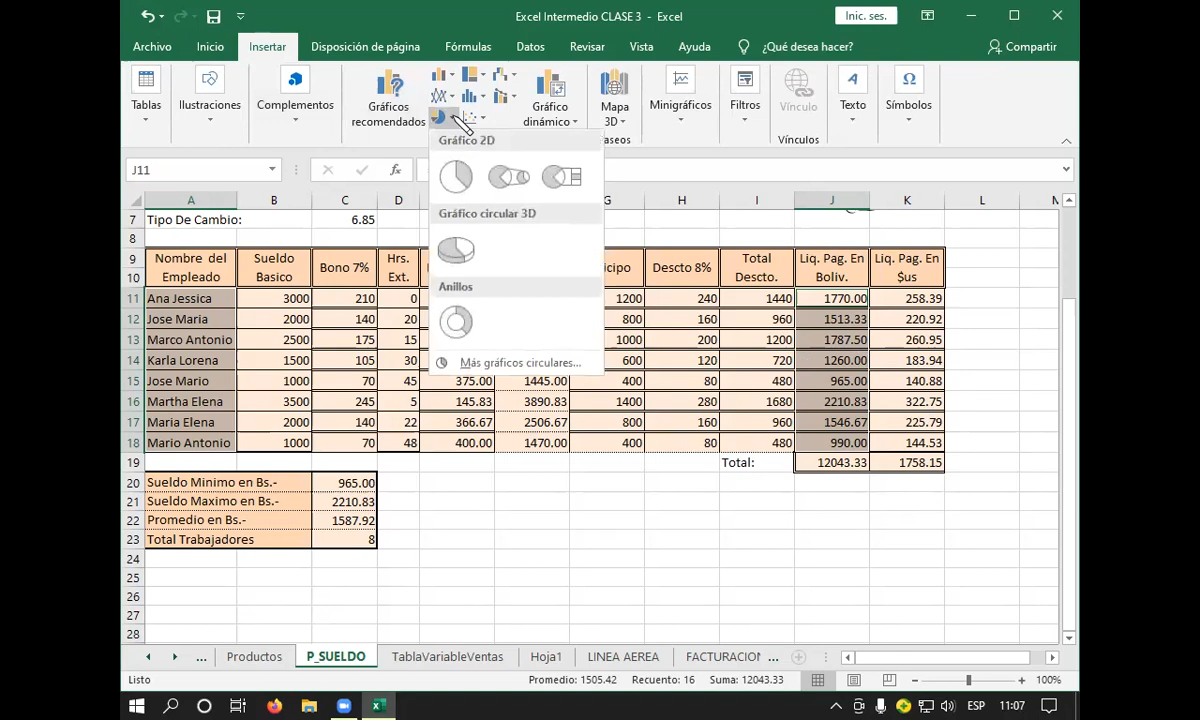 Excel Intermedio CLASE 3 - Excel
Inic. ses.
Archivo Inicio Insertar Disposición de página Fórmulas Datos Revisar Vista Ayuda ¿Qué desea hacer? Compartir
Tablas
Ilustraciones
Complementos
Gráficos recomendados
Gráfico dinámico
Mapa 3D
Minigráficos
Filtros
Vínculo
Texto
Símbolos
Vínculos
J11
fx
Gráfico 2D
Gráfico circular 3D
Anillos
Más gráficos circulares...
A B C D G H I J K L M
7 Tipo De Cambio: 6.85
8
9 Nombre del Sueldo Bono 7% Hrs. Descto 8% Total Liq. Pag. En Liq. Pag. En
10 Empleado Basico Ext. Descto. Boliv. $us
11 Ana Jessica 3000 210 0 1200 240 1440 1770.00 258.39
12 Jose Maria 2000 140 20 800 160 960 1513.33 220.92
13 Marco Antonio 2500 175 15 1000 200 1200 1787.50 260.95
14 Karla Lorena 1500 105 30 600 120 720 1260.00 183.94
15 Jose Mario 1000 70 45 375.00 1445.00 400 80 480 965.00 140.88
16 Martha Elena 3500 245 5 145.83 3890.83 1400 280 1680 2210.83 322.75
17 Maria Elena 2000 140 22 366.67 2506.67 800 160 960 1546.67 225.79
18 Mario Antonio 1000 70 48 400.00 1470.00 400 80 480 990.00 144.53
19 Total: 12043.33 1758.15
20 Sueldo Minimo en Bs.- 965.00
21 Sueldo Maximo en Bs.- 2210.83
22 Promedio en Bs.- 1587.92
23 Total Trabajadores 8
24
25
26
27
28
... Productos P_SUELDO TablaVariableVentas Hoja1 LINEA AEREA FACTURACION ...
Listo Promedio: 1505.42 Recuento: 16 Suma: 12043.33 100%
ESP 11:07